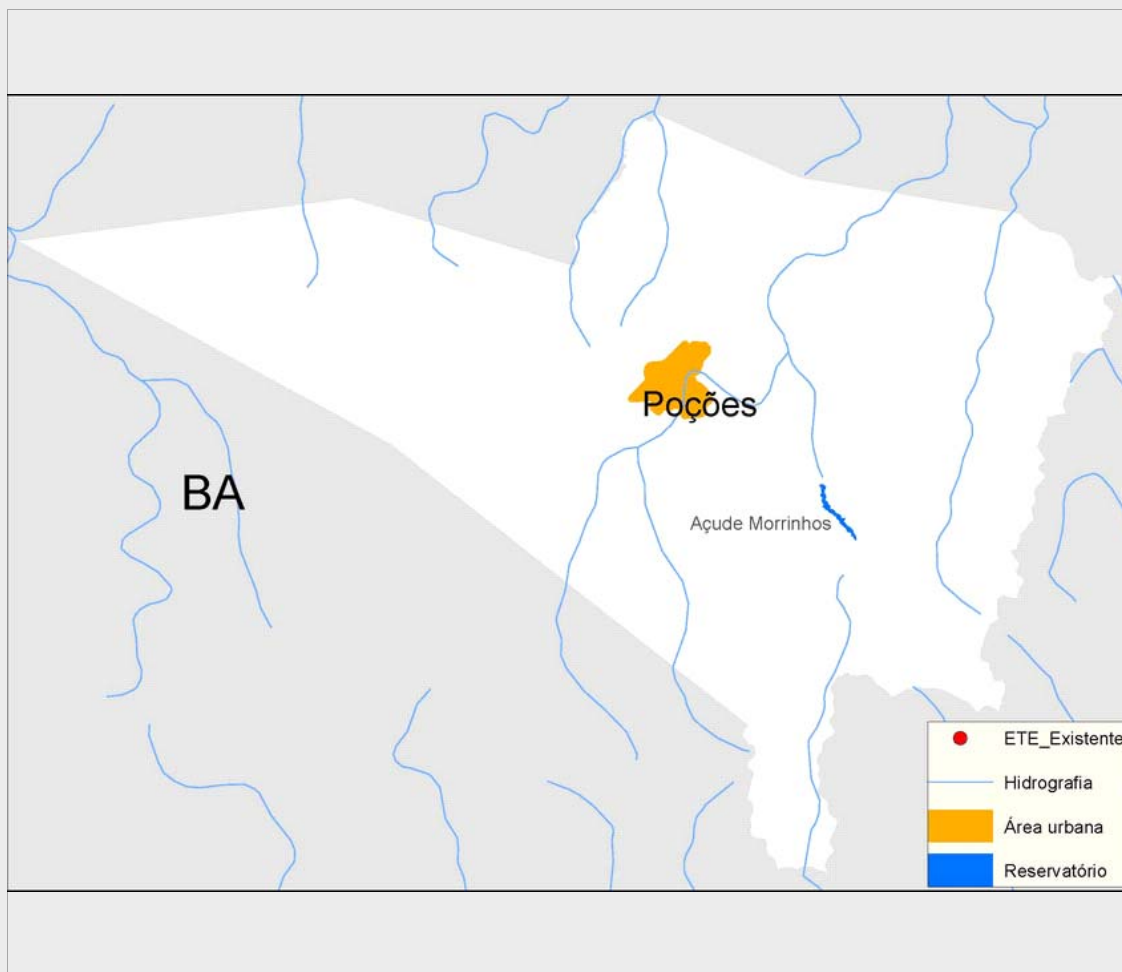 Poções
BA
Açude Morrinhos
ETE_Existente
Hidrografia
Área urbana
Reservatório